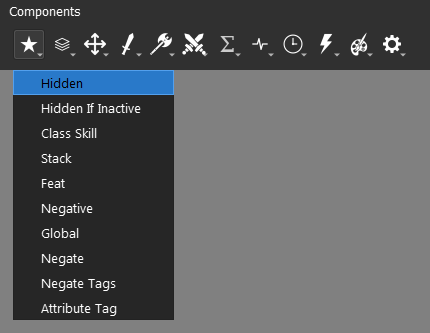 Components
Hidden
Hidden If Inactive
Class Skill
Stack
Feat
Negative
Global
Negate
Negate Tags
Attribute Tag